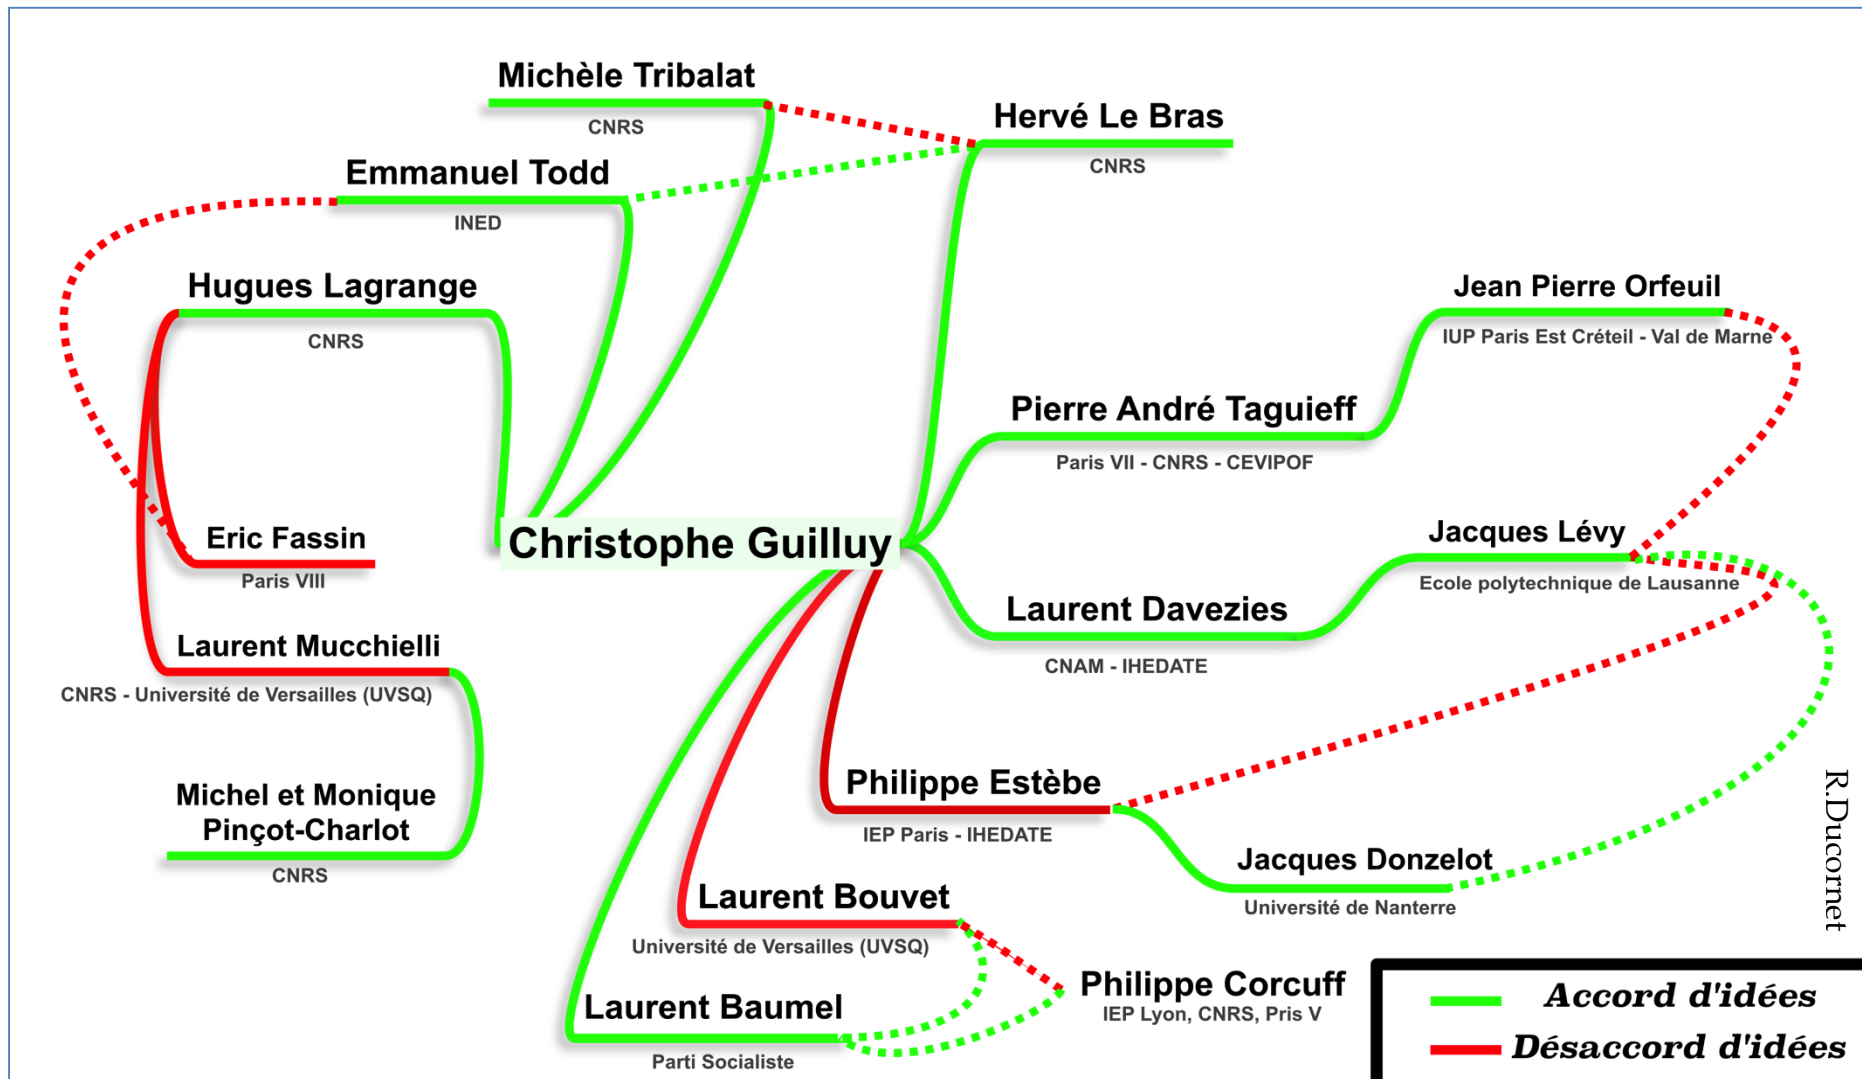 Michèle Tribalat
CNRS
Hervé Le Bras
CNRS
Emmanuel Todd
INED
Hugues Lagrange
CNRS
Jean Pierre Orfeuil
IUP Paris Est Créteil - Val de Marne
Pierre André Taguieff
Paris VII - CNRS - CEVIPOF
Eric Fassin
Paris VIII
Christophe Guilluy
Jacques Lévy
Ecole polytechnique de Lausanne
Laurent Davezies
CNAM - IHEDATE
Laurent Mucchielli
CNRS - Université de Versailles (UVSQ)
Michel et Monique
Pinçot-Charlot
CNRS
Philippe Estèbe
IEP Paris - IHEDATE
Jacques Donzelot
Université de Nanterre
Laurent Bouvet
Université de Versailles (UVSQ)
Philippe Corcuff
IEP Lyon, CNRS, Pris V
Laurent Baumel
Parti Socialiste
R.Ducornet
Accord d'idées
Désaccord d'idées